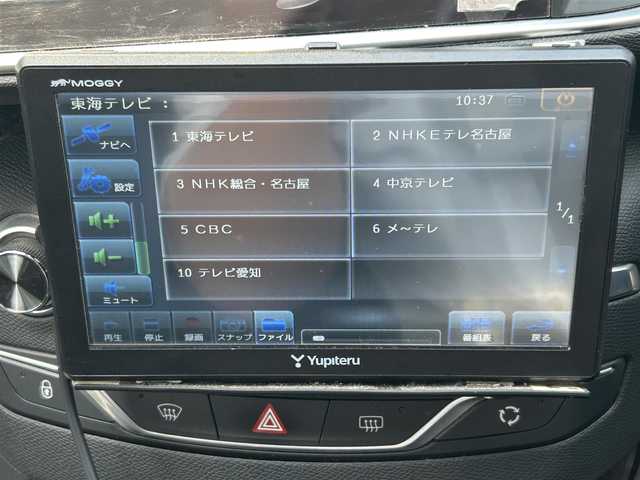 MOGGY
東海テレビ :
10:37
ナビへ
1 東海テレビ
2 NHKEテレ名古屋
設定
3 NHK総合・名古屋
4 中京テレビ
5 CBC
6 メ～テレ
1/1
10 テレビ愛知
ミュート
再生
停止
録画
スナップ
ファイル
番組表
戻る
Yupiteru